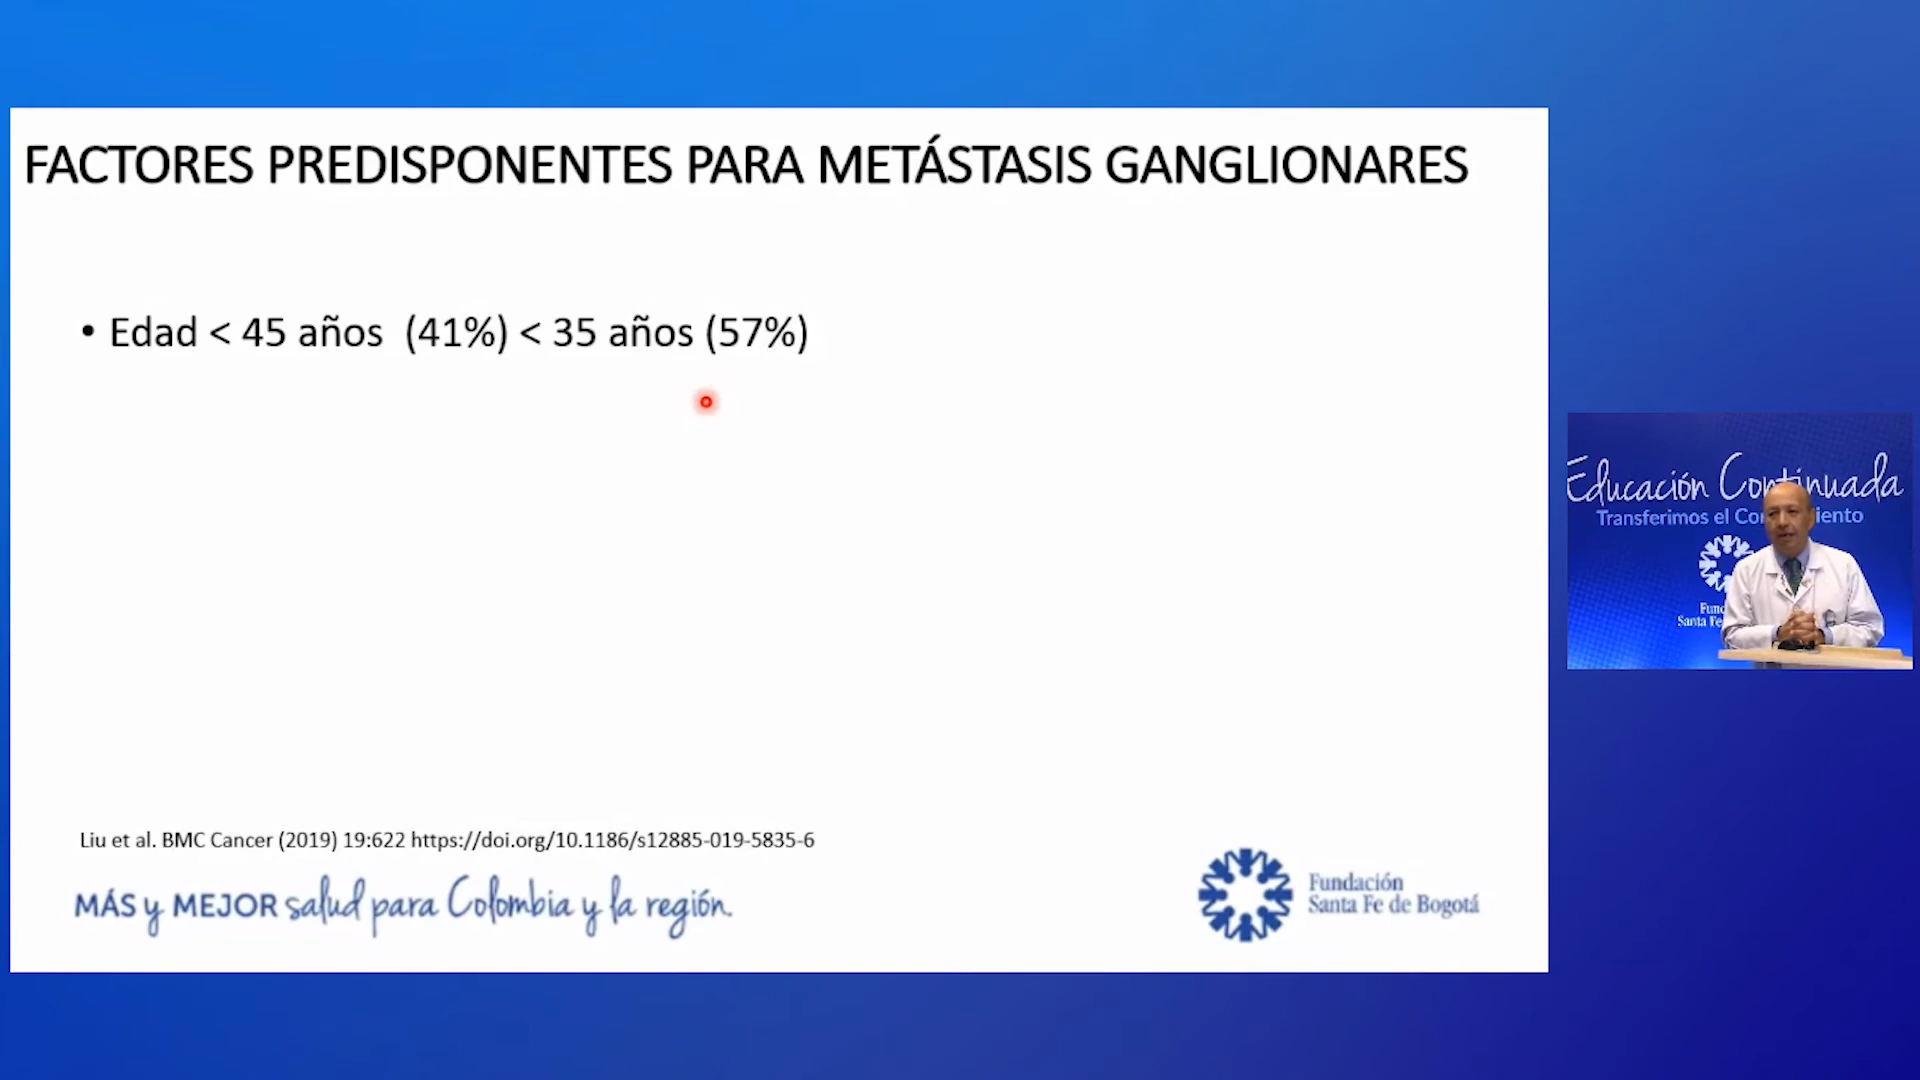 FACTORES PREDISPONENTES PARA METÁSTASIS GANGLIONARES
• Edad < 45 años (41%) < 35 años (57%)
Liu et al. BMC Cancer (2019) 19:622 https://doi.org/10.1186/s12885-019-5835-6
MÁS y MEJOR salud para Colombia y la región.
Fundación
Santa Fe de Bogotá
Educación Continuada
Transferimos el
Santa Fe